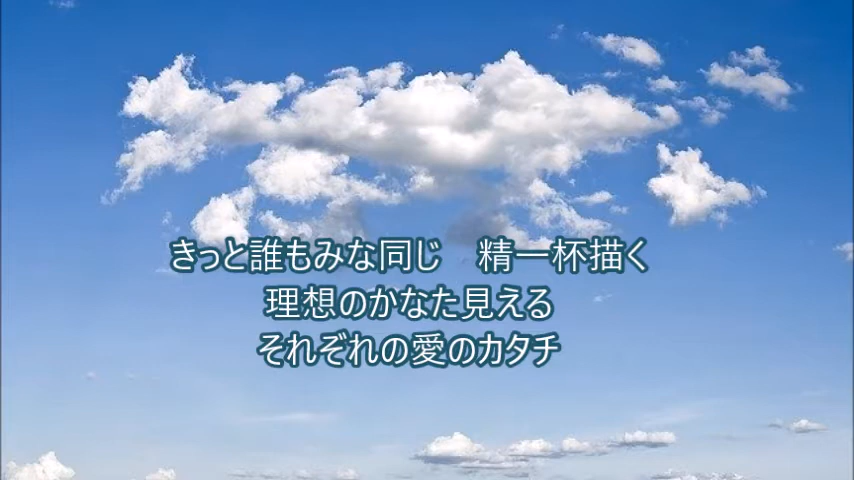 きっと誰もみな同じ　精一杯描く
理想のかなた見える
それぞれの愛のカタチ